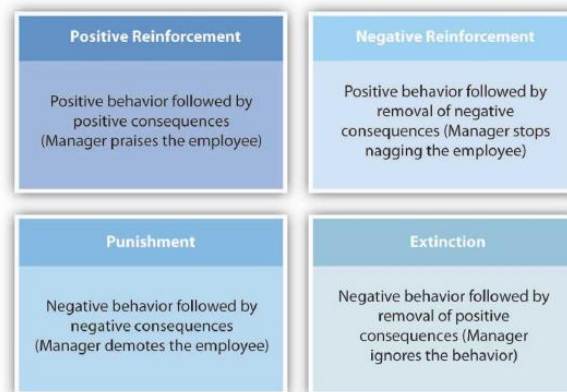 Positive Reinforcement
Positive behavior followed by
positive consequences
(Manager praises the employee)
Negative Reinforcement
Positive behavior followed by
removal of negative
consequences (Manager stops
nagging the employee)
Punishment
Negative behavior followed by
negative consequences
(Manager demotes the employee)
Extinction
Negative behavior followed by
removal of positive
consequences (Manager
ignores the behavior)